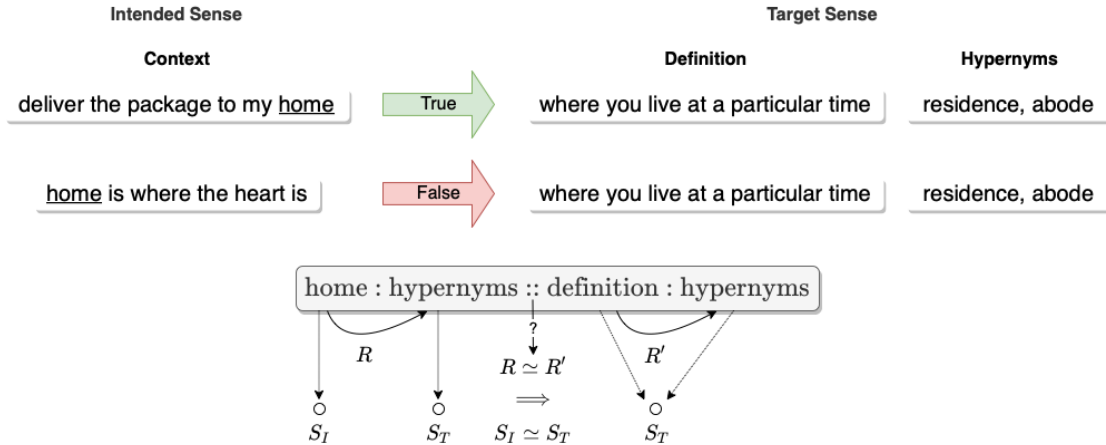 Intended Sense
Target Sense
Context
Definition
Hypernyms
deliver the package to my home
True
where you live at a particular time
residence, abode
home is where the heart is
False
where you live at a particular time
residence, abode
home : hypernyms :: definition : hypernyms
?
R
R ≃ R′
R′
⟹
S_I
S_T
S_I ≃ S_T
S_T